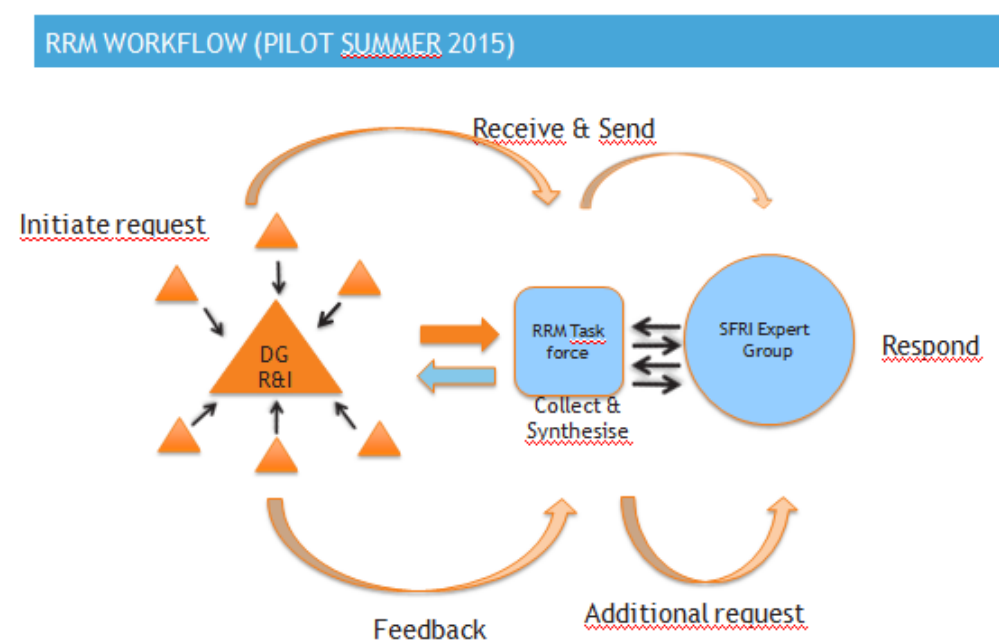 RRM WORKFLOW (PILOT SUMMER 2015)
Receive & Send
Initiate request
DG
R&I
RRM Task
force
SFRI Expert
Group
Respond
Collect &
Synthesise
Feedback
Additional request